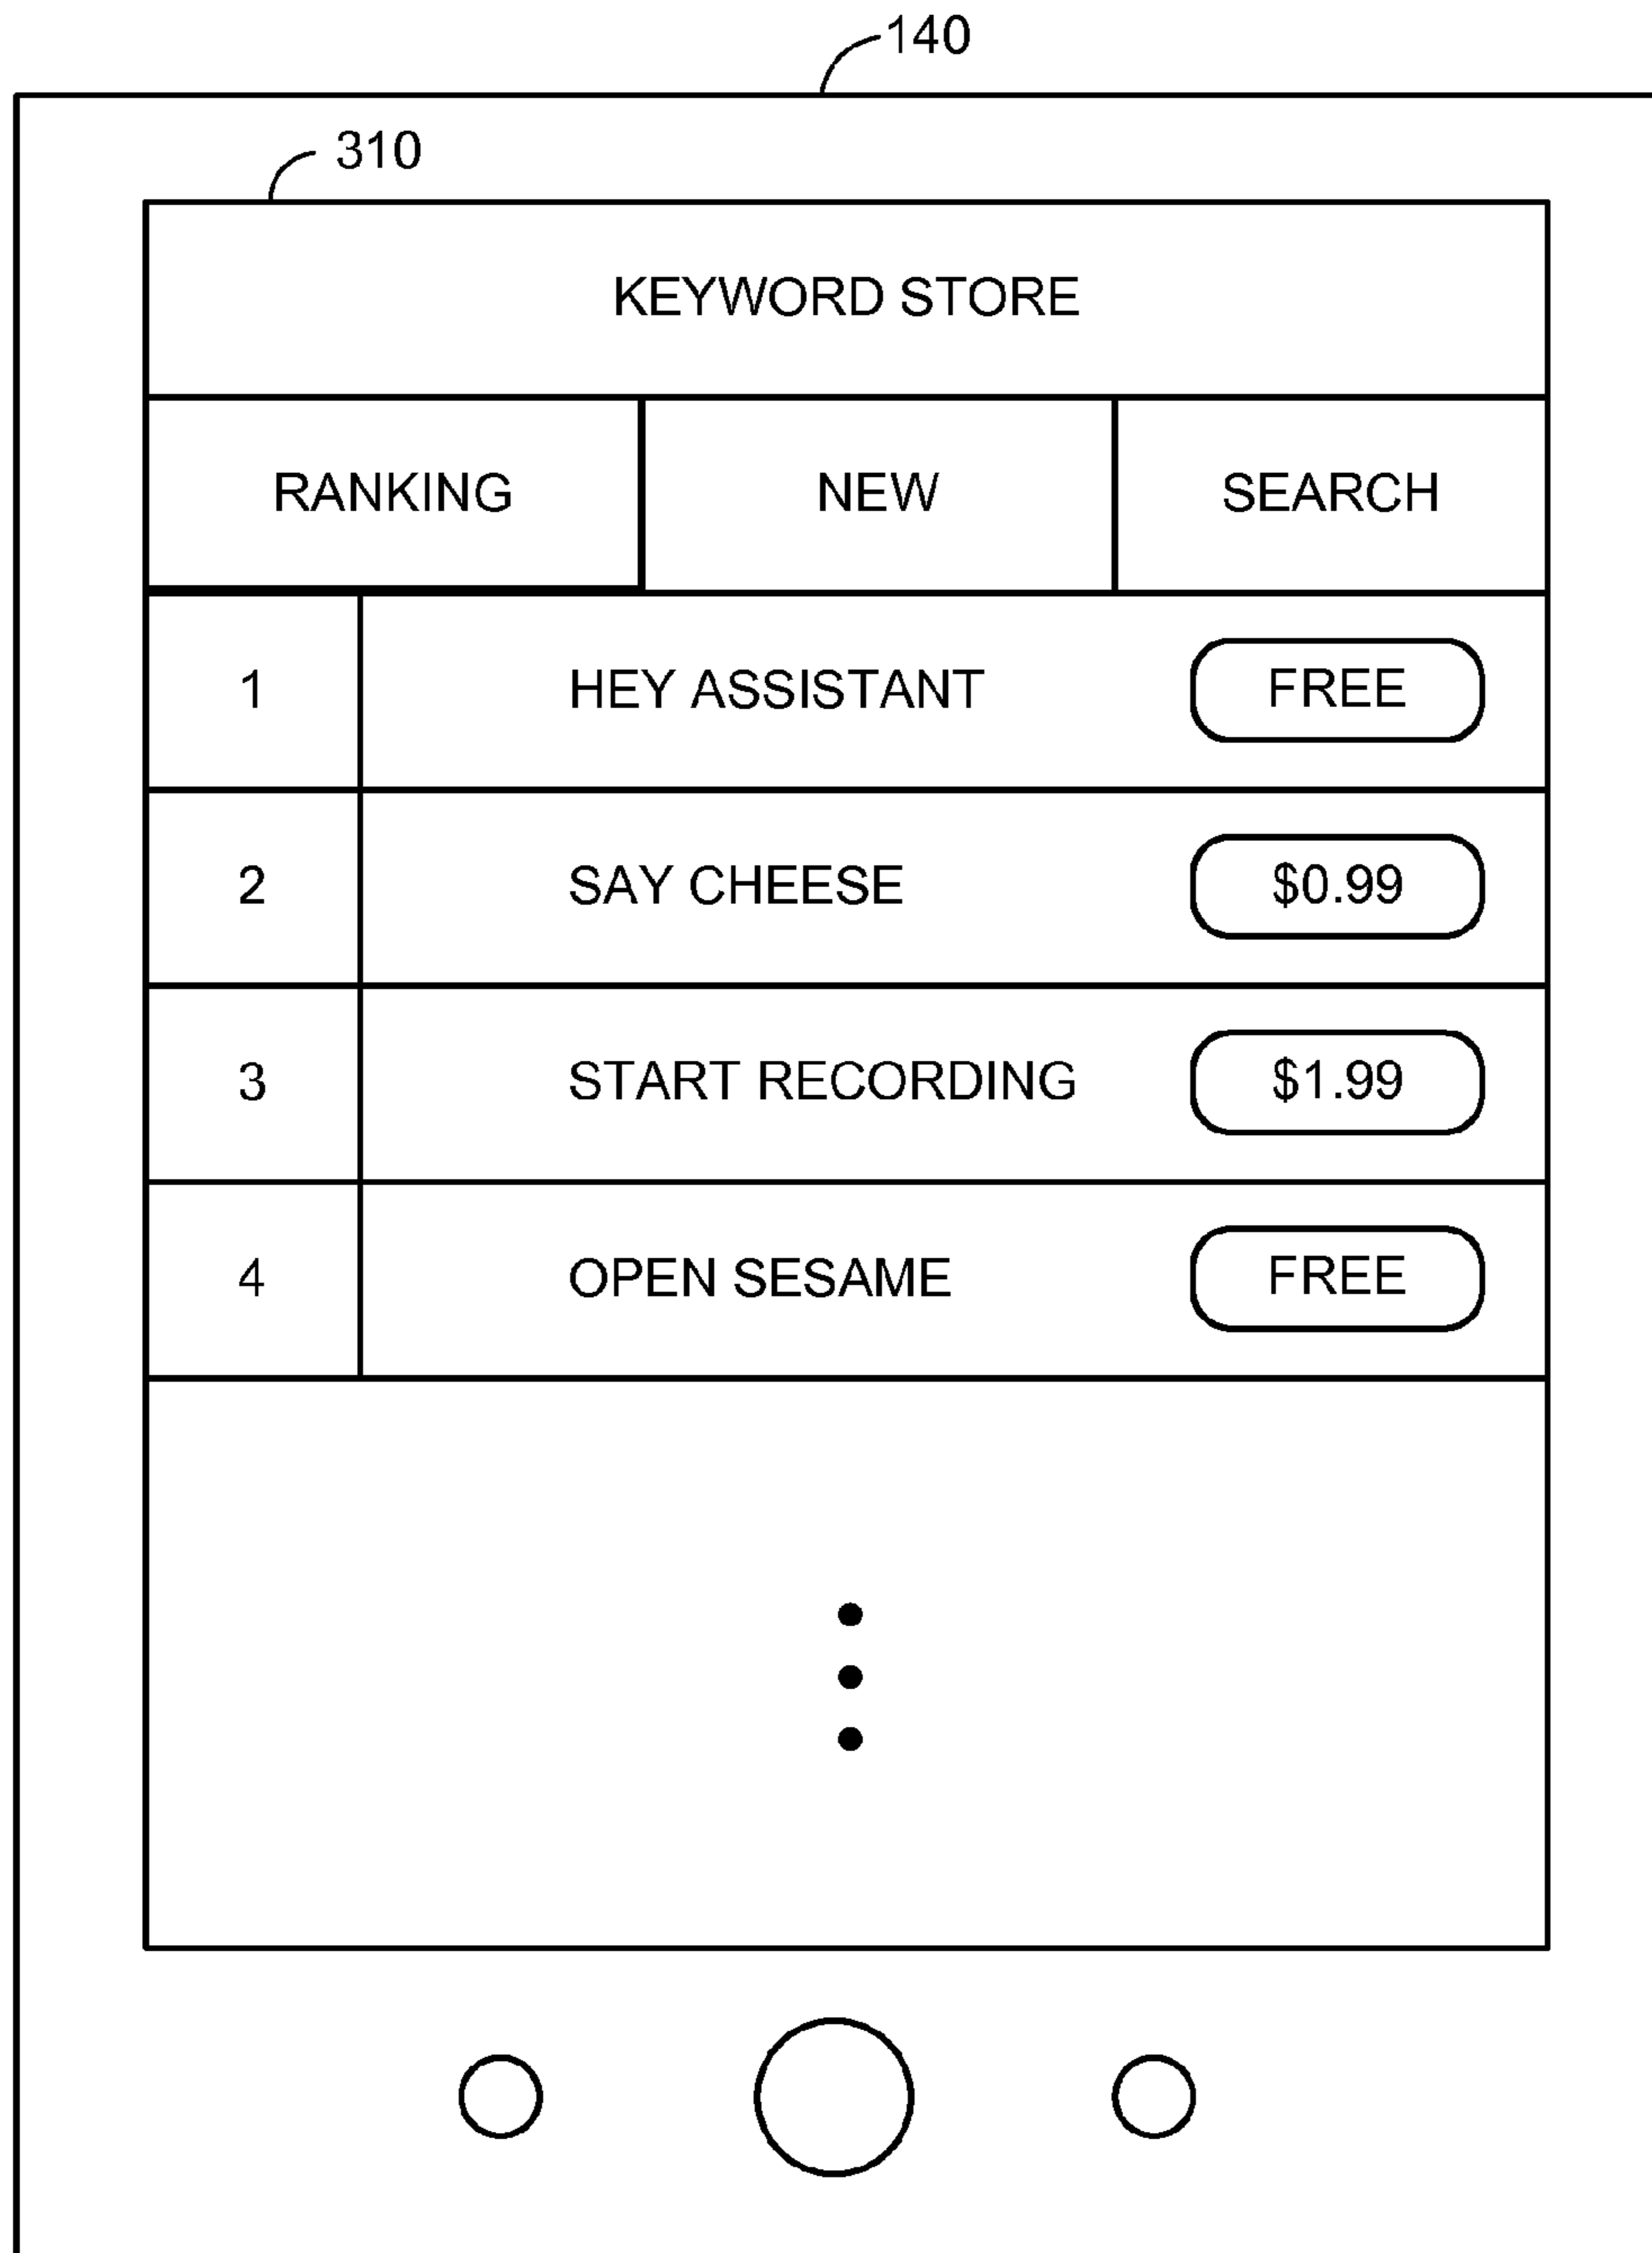 140
310
KEYWORD STORE
RANKING NEW SEARCH
1 HEY ASSISTANT FREE
2 SAY CHEESE $0.99
3 START RECORDING $1.99
4 OPEN SESAME FREE